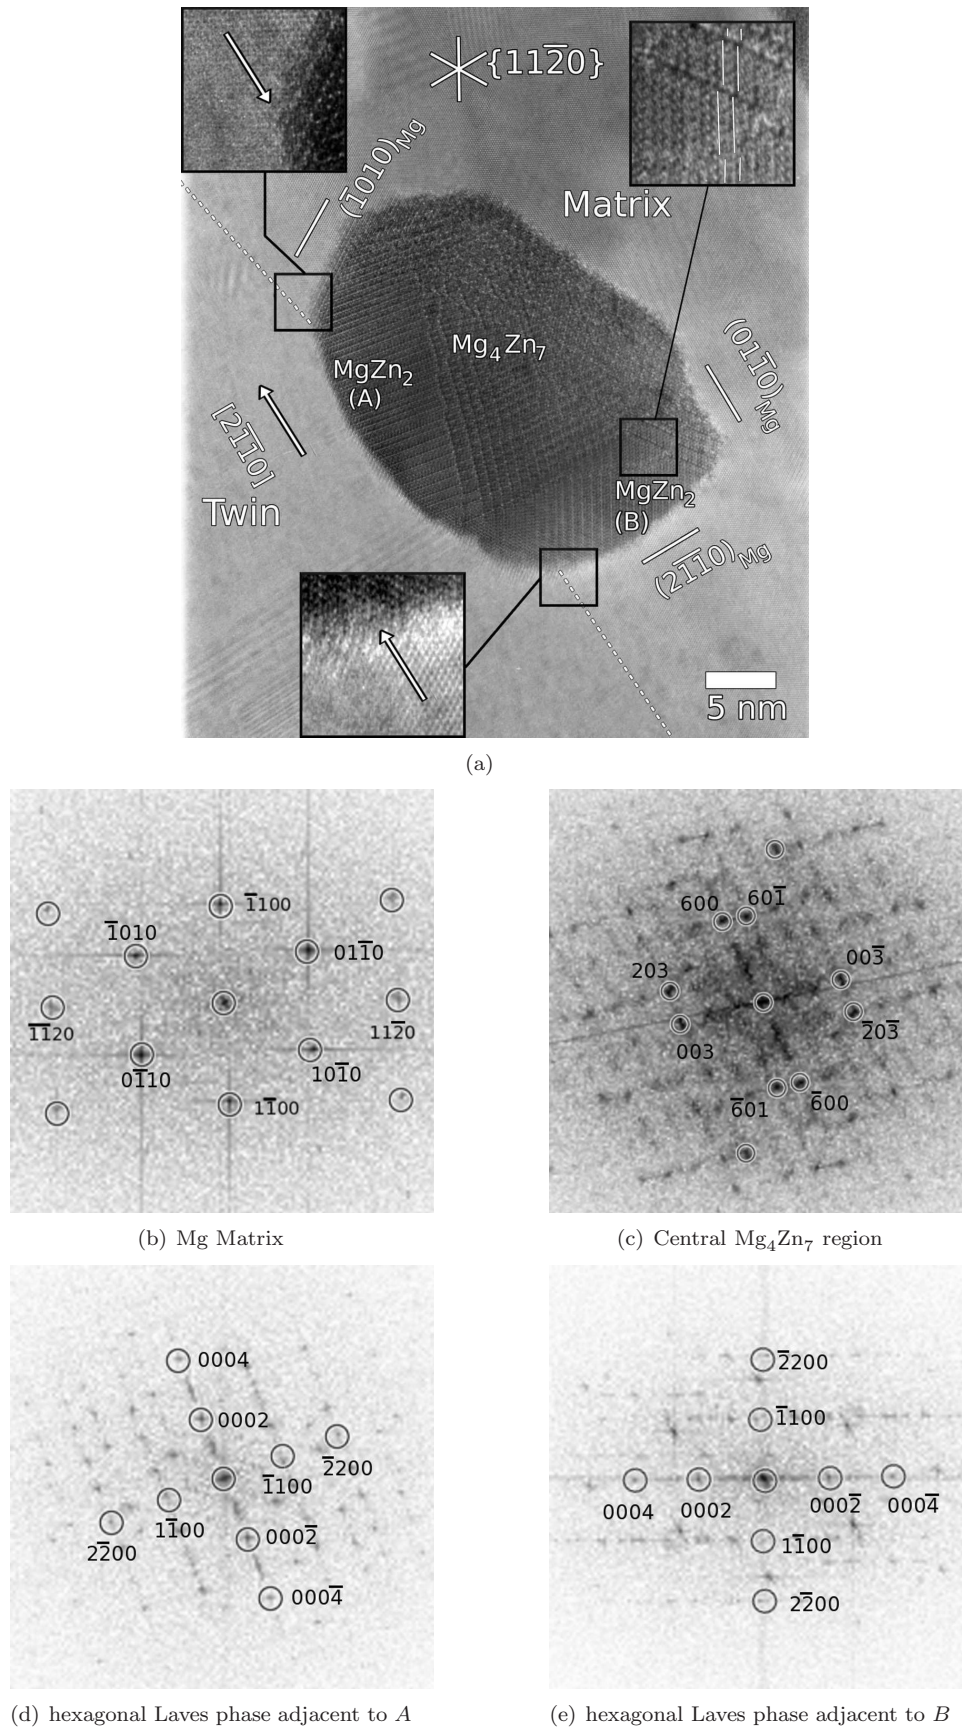 {112̅0}
(1̅010)Mg
Matrix
Mg₄Zn₇
MgZn₂
(A)
(011̅0)Mg
[21̅1̅0]
Twin
MgZn₂
(B)
(21̅1̅0)Mg
5 nm
(a)
1̅100
1̅010
011̅0
1̅1̅20
112̅0
01̅10
101̅0
11̅00
(b) Mg Matrix
600 601̅
203
003̅
003
2̅03̅
6̅01
6̅00
(c) Central Mg₄Zn₇ region
0004
0002
1̅100
2̅200
11̅00
22̅00
0002̅
0004̅
(d) hexagonal Laves phase adjacent to A
2̅200
1̅100
0004 0002 0002̅ 0004̅
11̅00
22̅00
(e) hexagonal Laves phase adjacent to B